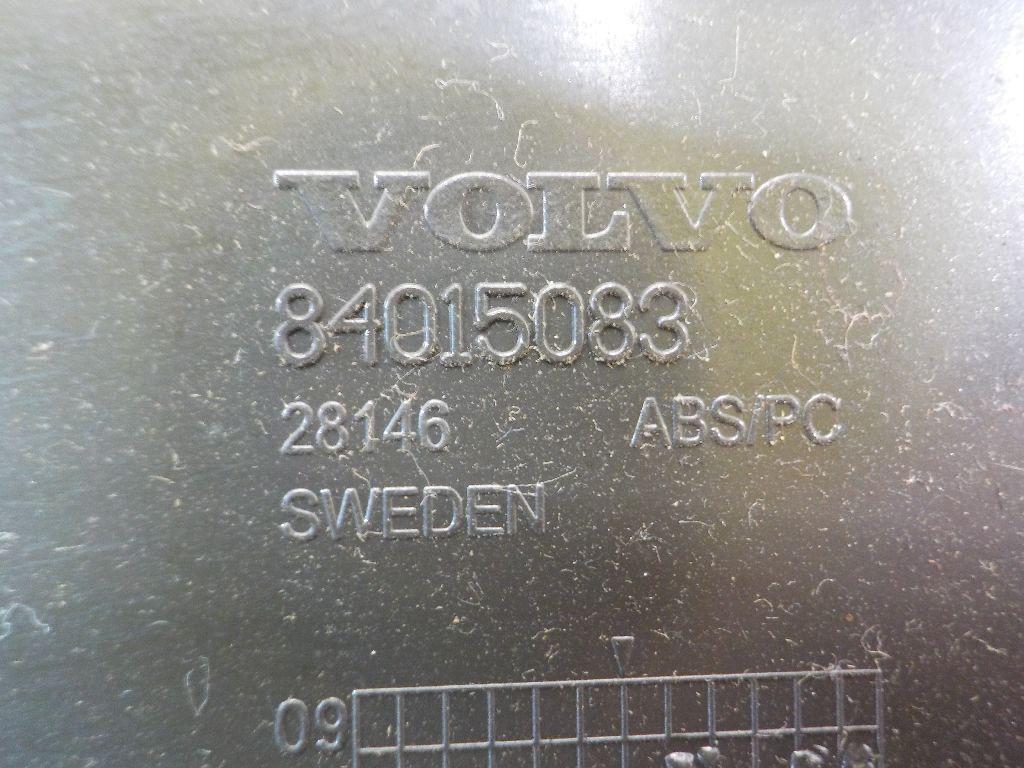 VOLVO
84015083
28146 ABS/PC
SWEDEN
09